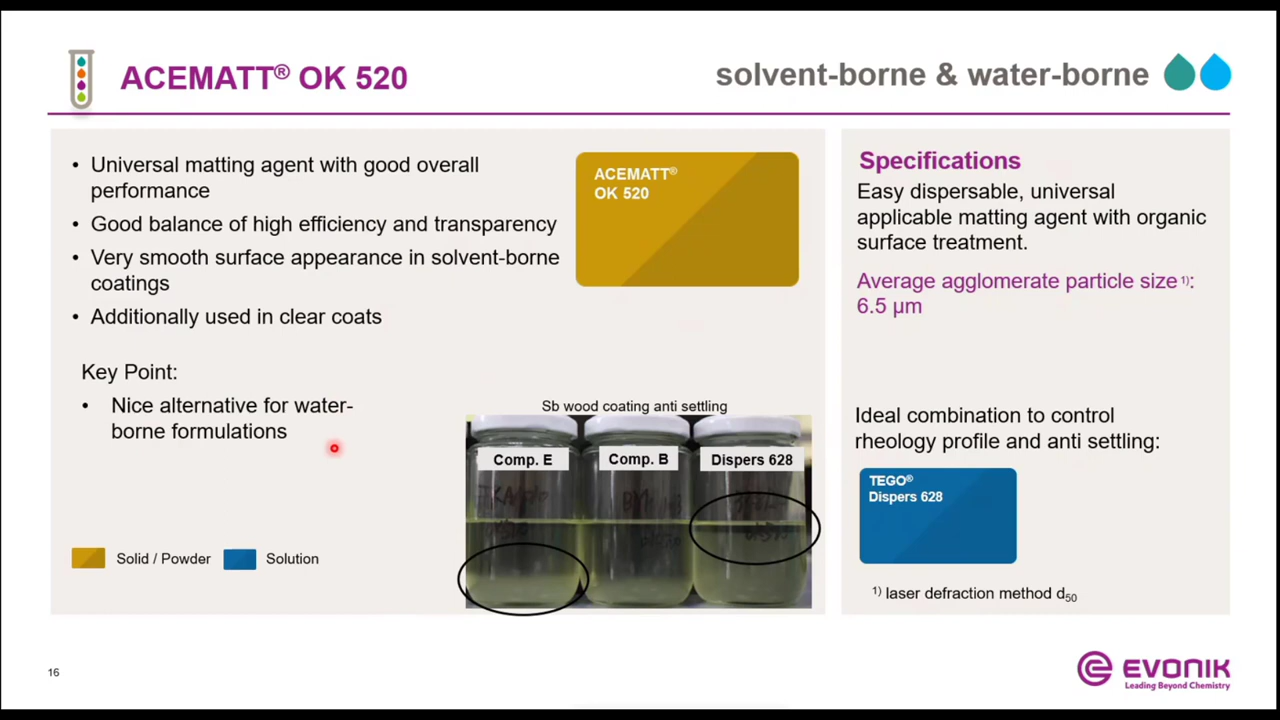 ACEMATT® OK 520
solvent-borne & water-borne
• Universal matting agent with good overall
performance
• Good balance of high efficiency and transparency
• Very smooth surface appearance in solvent-borne
coatings
• Additionally used in clear coats
ACEMATT®
OK 520
Key Point:
• Nice alternative for water-
borne formulations
Sb wood coating anti settling
Comp. E
Comp. B
Dispers 628
Solid / Powder
Solution
Specifications
Easy dispersable, universal
applicable matting agent with organic
surface treatment.
Average agglomerate particle size 1):
6.5 µm
Ideal combination to control
rheology profile and anti settling:
TEGO®
Dispers 628
1) laser defraction method d50
16
EVONIK
Leading Beyond Chemistry